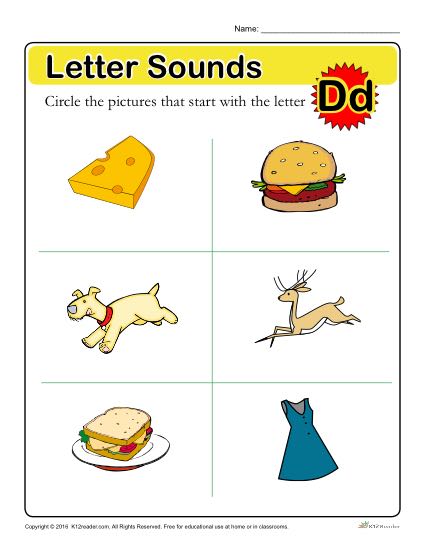 Name: ____________________
Letter Sounds
Circle the pictures that start with the letter
Dd
Copyright © 2016 K12reader.com. All Rights Reserved. Free for educational use at home or in classrooms.
K12Reader